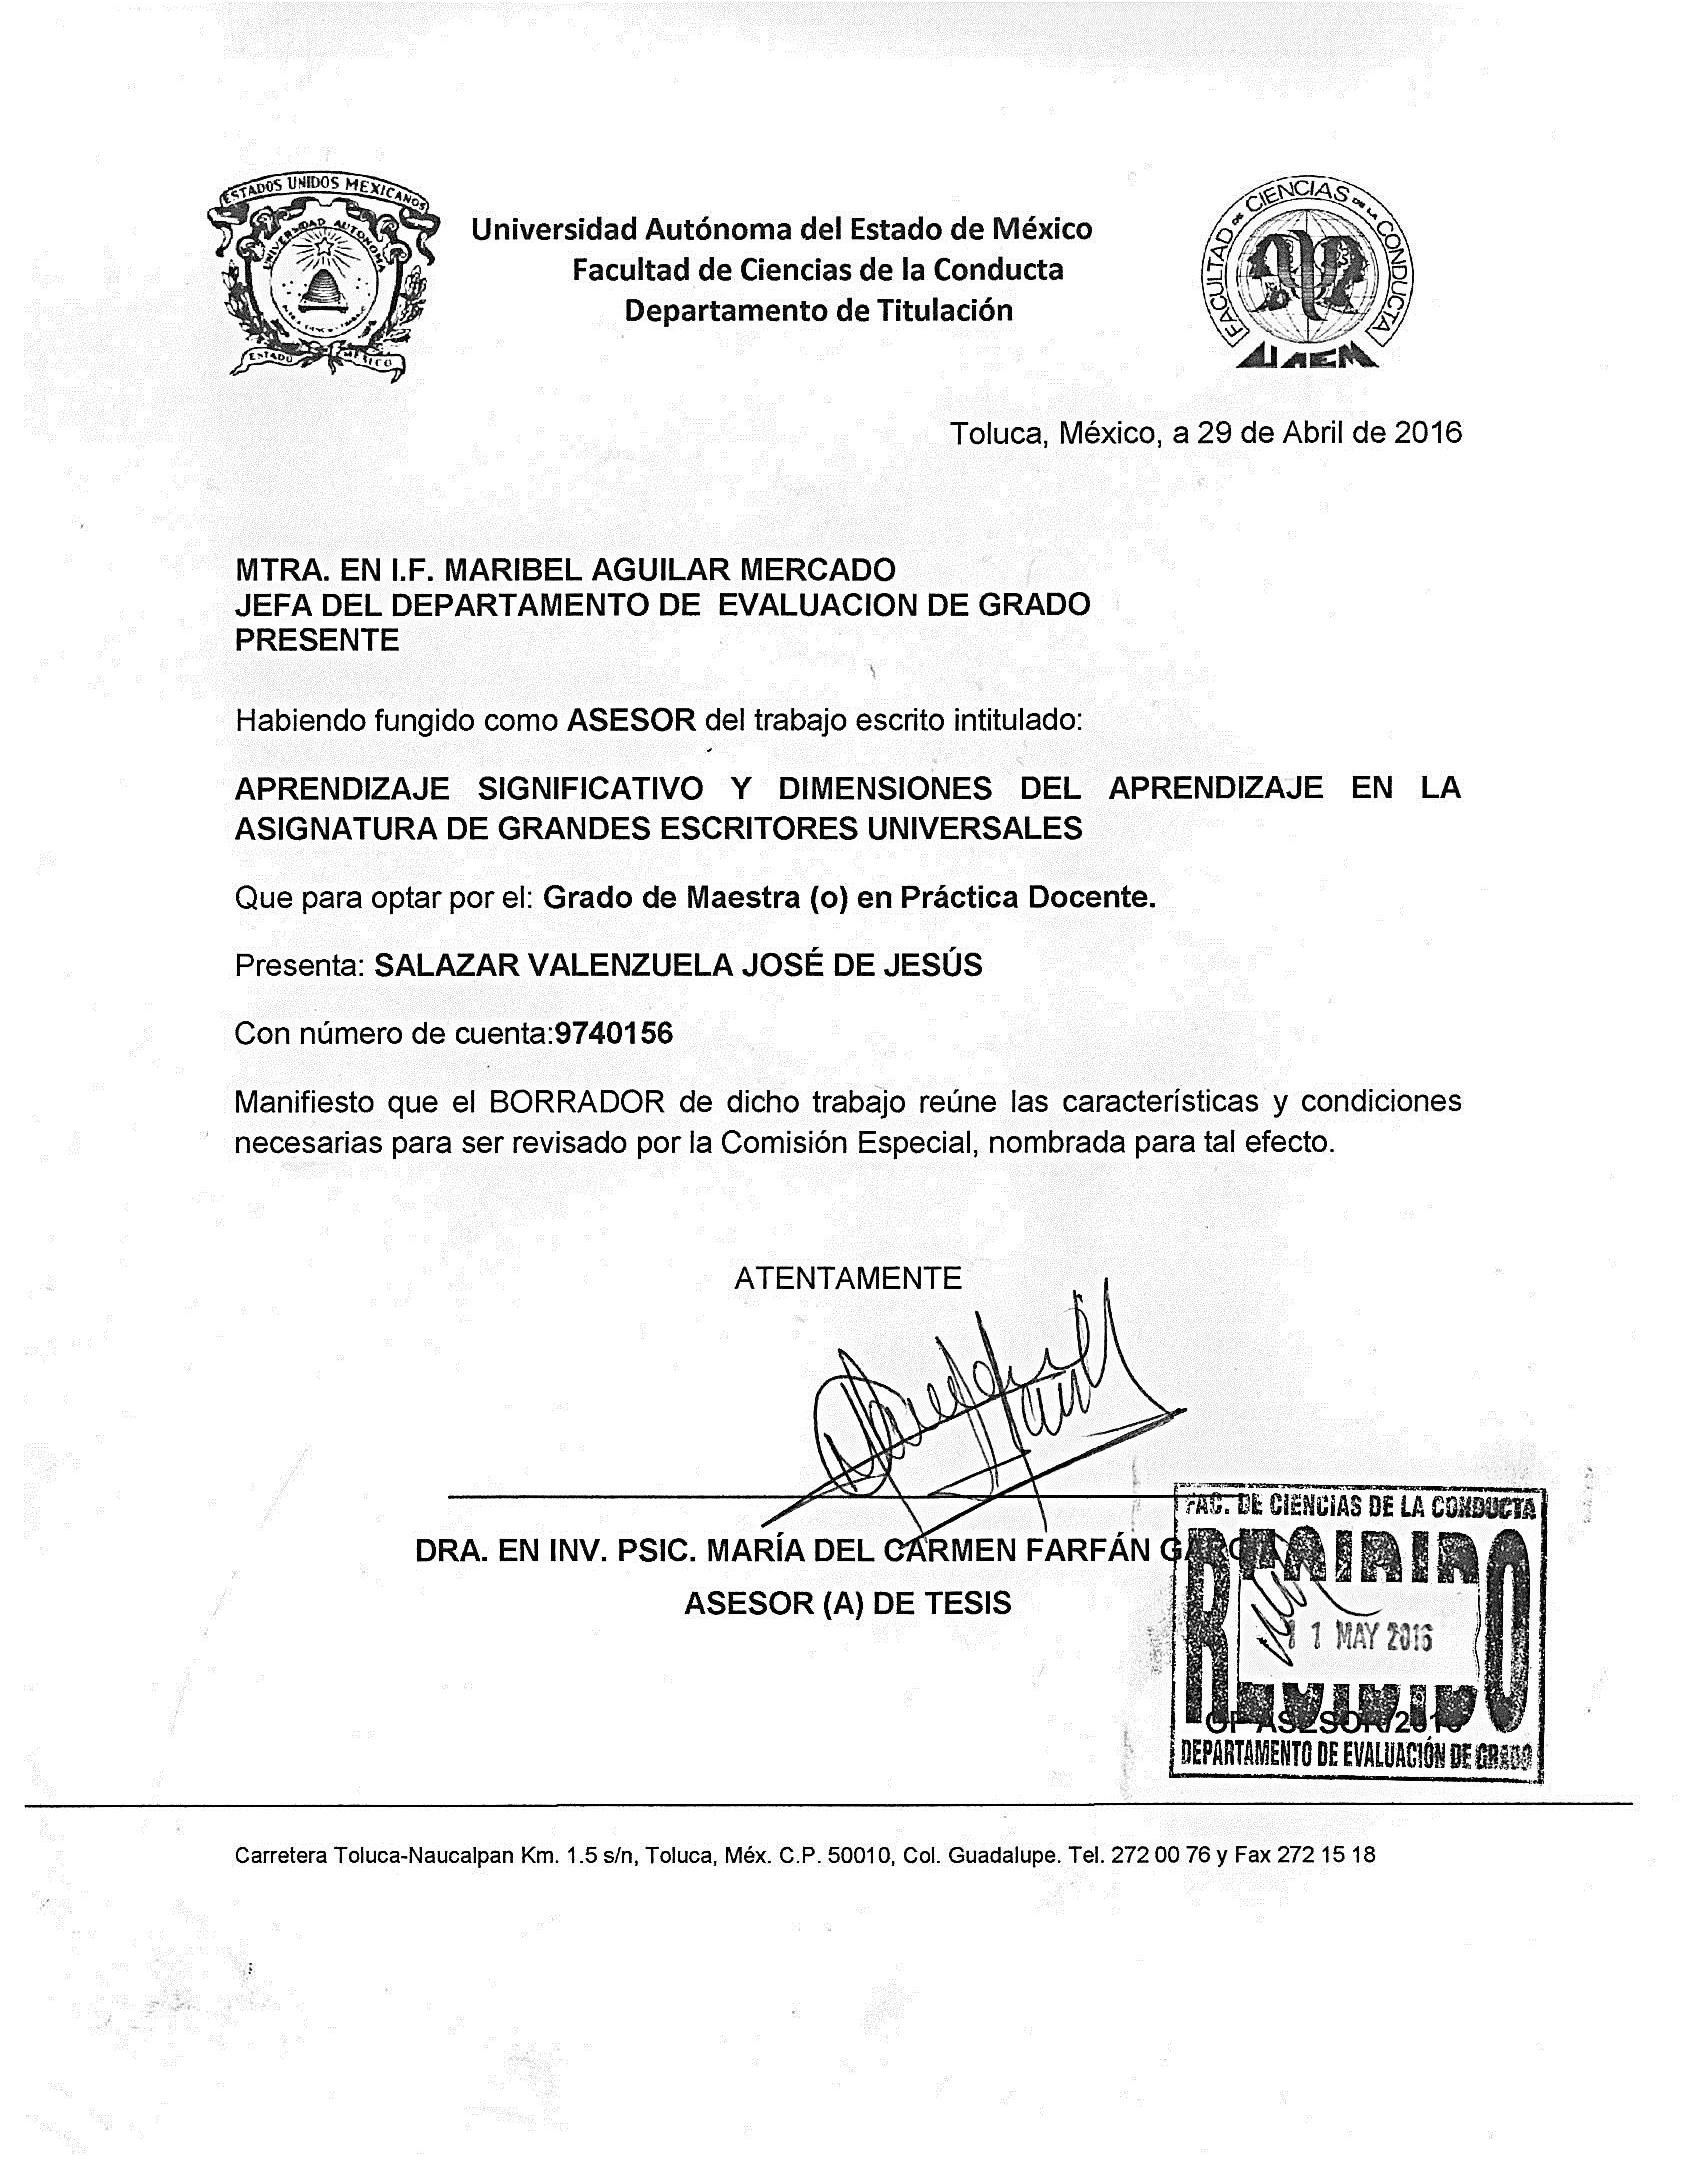 ESTADOS UNIDOS MEXICANOS
UNIVERSIDAD AUTONOMA
ESTADO MEXICO
Universidad Autónoma del Estado de México
Facultad de Ciencias de la Conducta
Departamento de Titulación
FACULTAD DE CIENCIAS DE LA CONDUCTA
UAEM
Toluca, México, a 29 de Abril de 2016
MTRA. EN I.F. MARIBEL AGUILAR MERCADO
JEFA DEL DEPARTAMENTO DE EVALUACION DE GRADO
PRESENTE
Habiendo fungido como ASESOR del trabajo escrito intitulado:
APRENDIZAJE SIGNIFICATIVO Y DIMENSIONES DEL APRENDIZAJE EN LA
ASIGNATURA DE GRANDES ESCRITORES UNIVERSALES
Que para optar por el: Grado de Maestra (o) en Práctica Docente.
Presenta: SALAZAR VALENZUELA JOSÉ DE JESÚS
Con número de cuenta:9740156
Manifiesto que el BORRADOR de dicho trabajo reúne las características y condiciones
necesarias para ser revisado por la Comisión Especial, nombrada para tal efecto.
ATENTAMENTE
DRA. EN INV. PSIC. MARÍA DEL CARMEN FARFÁN
ASESOR (A) DE TESIS
FAC. DE CIENCIAS DE LA CONDUCTA
RECIBIDO
1 MAY 2016
DEPARTAMENTO DE EVALUACIÓN DE GRADO
Carretera Toluca-Naucalpan Km. 1.5 s/n, Toluca, Méx. C.P. 50010, Col. Guadalupe. Tel. 272 00 76 y Fax 272 15 18